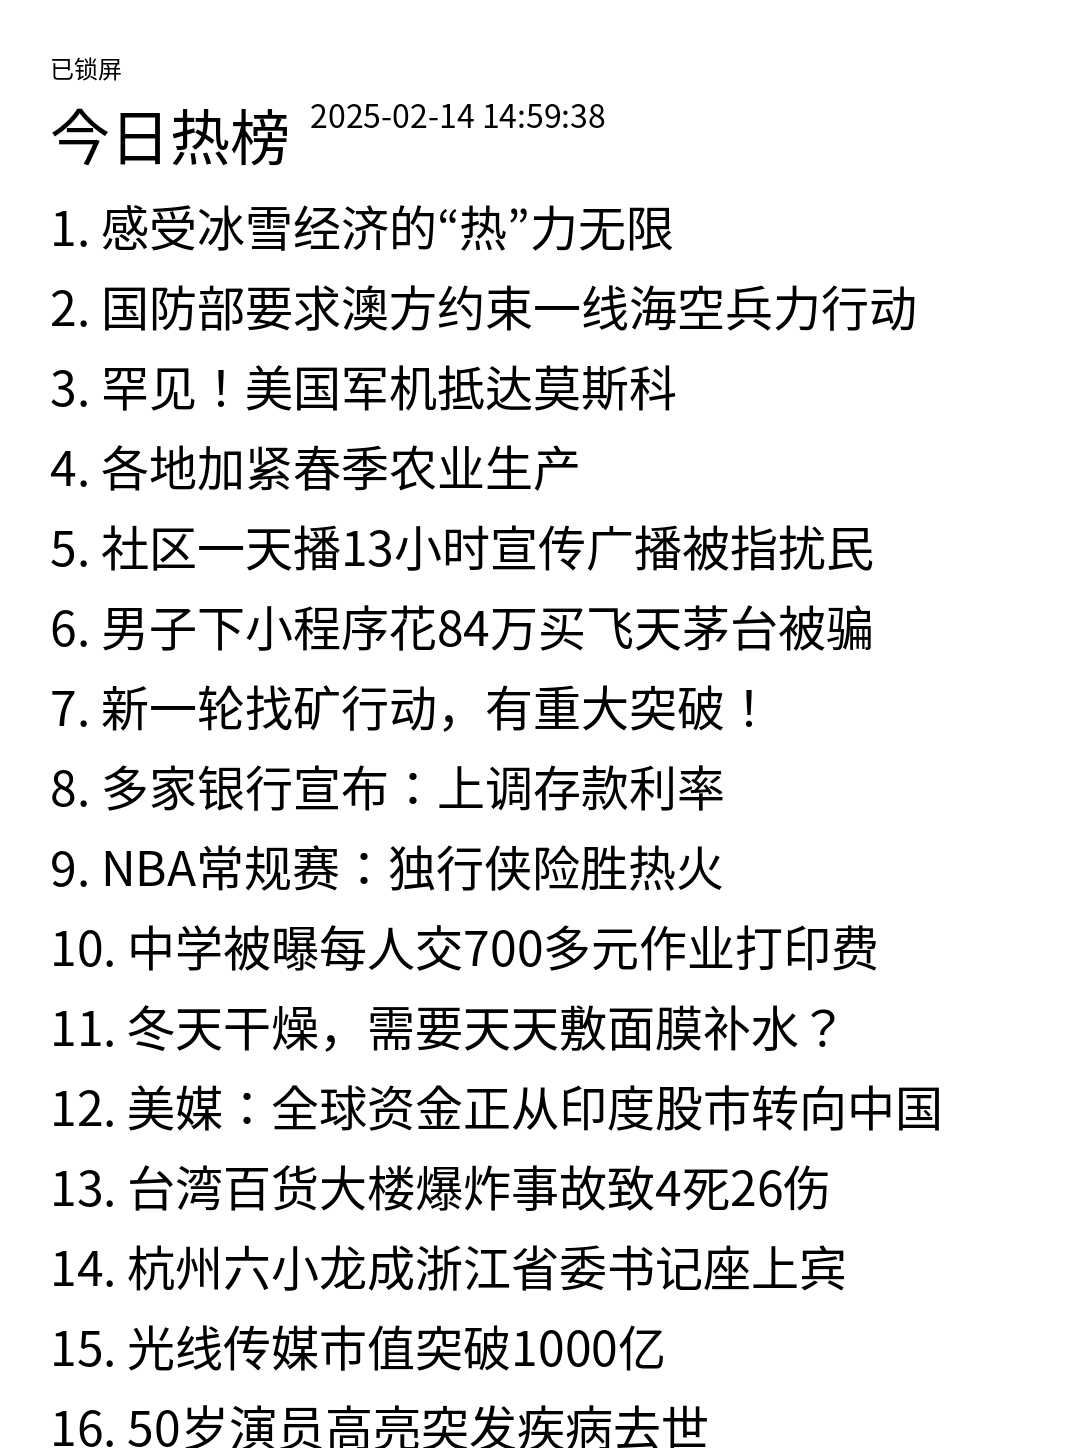 已锁屏
今日热榜 2025-02-14 14:59:38
1. 感受冰雪经济的“热”力无限
2. 国防部要求澳方约束一线海空兵力行动
3. 罕见！美国军机抵达莫斯科
4. 各地加紧春季农业生产
5. 社区一天播13小时宣传广播被指扰民
6. 男子下小程序花84万买飞天茅台被骗
7. 新一轮找矿行动，有重大突破！
8. 多家银行宣布：上调存款利率
9. NBA常规赛：独行侠险胜热火
10. 中学被曝每人交700多元作业打印费
11. 冬天干燥，需要天天敷面膜补水？
12. 美媒：全球资金正从印度股市转向中国
13. 台湾百货大楼爆炸事故致4死26伤
14. 杭州六小龙成浙江省委书记座上宾
15. 光线传媒市值突破1000亿
16. 50岁演员高亮突发疾病去世